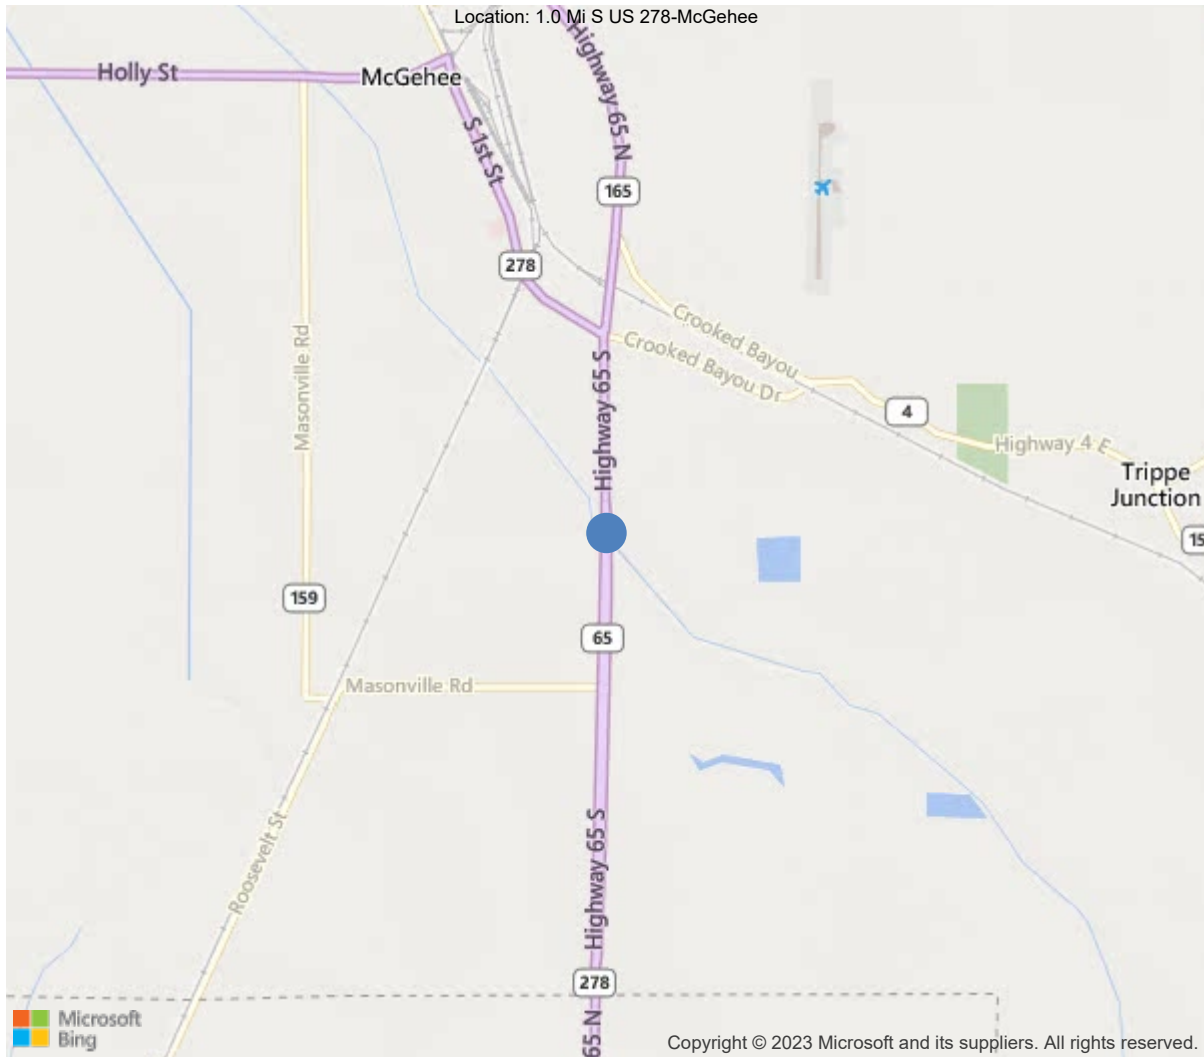 Location: 1.0 Mi S US 278-McGehee
Highway 65 N
Holly St
McGehee
S 1st St
165
278
Crooked Bayou
Crooked Bayou Dr
Masonville Rd
Highway 65 S
4
Highway 4 E
Trippe
Junction
15
159
65
Masonville Rd
Roosevelt St
Highway 65 S
278
65 N
Microsoft
Bing
Copyright © 2023 Microsoft and its suppliers. All rights reserved.